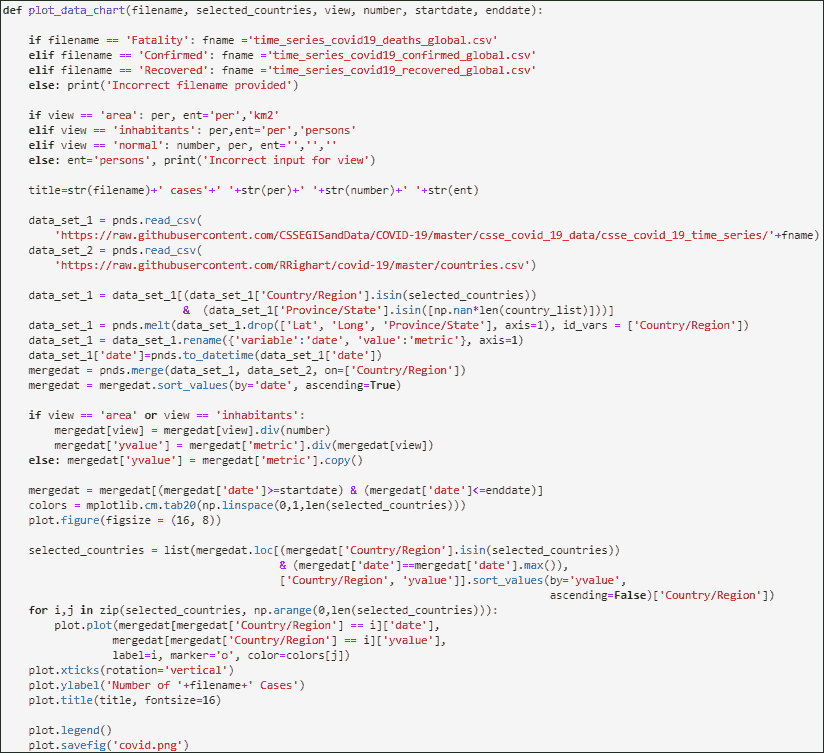 def plot_data_chart(filename, selected_countries, view, number, startdate, enddate):

    if filename == 'Fatality': fname ='time_series_covid19_deaths_global.csv'
    elif filename == 'Confirmed': fname ='time_series_covid19_confirmed_global.csv'
    elif filename == 'Recovered': fname ='time_series_covid19_recovered_global.csv'
    else: print('Incorrect filename provided')

    if view == 'area': per, ent='per','km2'
    elif view == 'inhabitants': per,ent='per','persons'
    elif view == 'normal': number, per, ent='','',''
    else: ent='persons', print('Incorrect input for view')

    title=str(filename)+' cases'+' '+str(per)+' '+str(number)+' '+str(ent)

    data_set_1 = pnds.read_csv(
        'https://raw.githubusercontent.com/CSSEGISandData/COVID-19/master/csse_covid_19_data/csse_covid_19_time_series/'+fname)
    data_set_2 = pnds.read_csv(
        'https://raw.githubusercontent.com/RRighart/covid-19/master/countries.csv')

    data_set_1 = data_set_1[(data_set_1['Country/Region'].isin(selected_countries))
                            &  (data_set_1['Province/State'].isin([np.nan*len(country_list)]))]
    data_set_1 = pnds.melt(data_set_1.drop(['Lat', 'Long', 'Province/State'], axis=1), id_vars = ['Country/Region'])
    data_set_1 = data_set_1.rename({'variable':'date', 'value':'metric'}, axis=1)
    data_set_1['date']=pnds.to_datetime(data_set_1['date'])
    mergedat = pnds.merge(data_set_1, data_set_2, on=['Country/Region'])
    mergedat = mergedat.sort_values(by='date', ascending=True)

    if view == 'area' or view == 'inhabitants':
        mergedat[view] = mergedat[view].div(number)
        mergedat['yvalue'] = mergedat['metric'].div(mergedat[view])
    else: mergedat['yvalue'] = mergedat['metric'].copy()

    mergedat = mergedat[(mergedat['date']>=startdate) & (mergedat['date']<=enddate)]
    colors = mplotlib.cm.tab20(np.linspace(0,1,len(selected_countries)))
    plot.figure(figsize = (16, 8))

    selected_countries = list(mergedat.loc[(mergedat['Country/Region'].isin(selected_countries))
                                           & (mergedat['date']==mergedat['date'].max()),
                                           ['Country/Region', 'yvalue']].sort_values(by='yvalue',
                                                                                     ascending=False)['Country/Region'])
    for i,j in zip(selected_countries, np.arange(0,len(selected_countries))):
        plot.plot(mergedat[mergedat['Country/Region'] == i]['date'],
                 mergedat[mergedat['Country/Region'] == i]['yvalue'],
                 label=i, marker='o', color=colors[j])
    plot.xticks(rotation='vertical')
    plot.ylabel('Number of '+filename+' Cases')
    plot.title(title, fontsize=16)

    plot.legend()
    plot.savefig('covid.png')